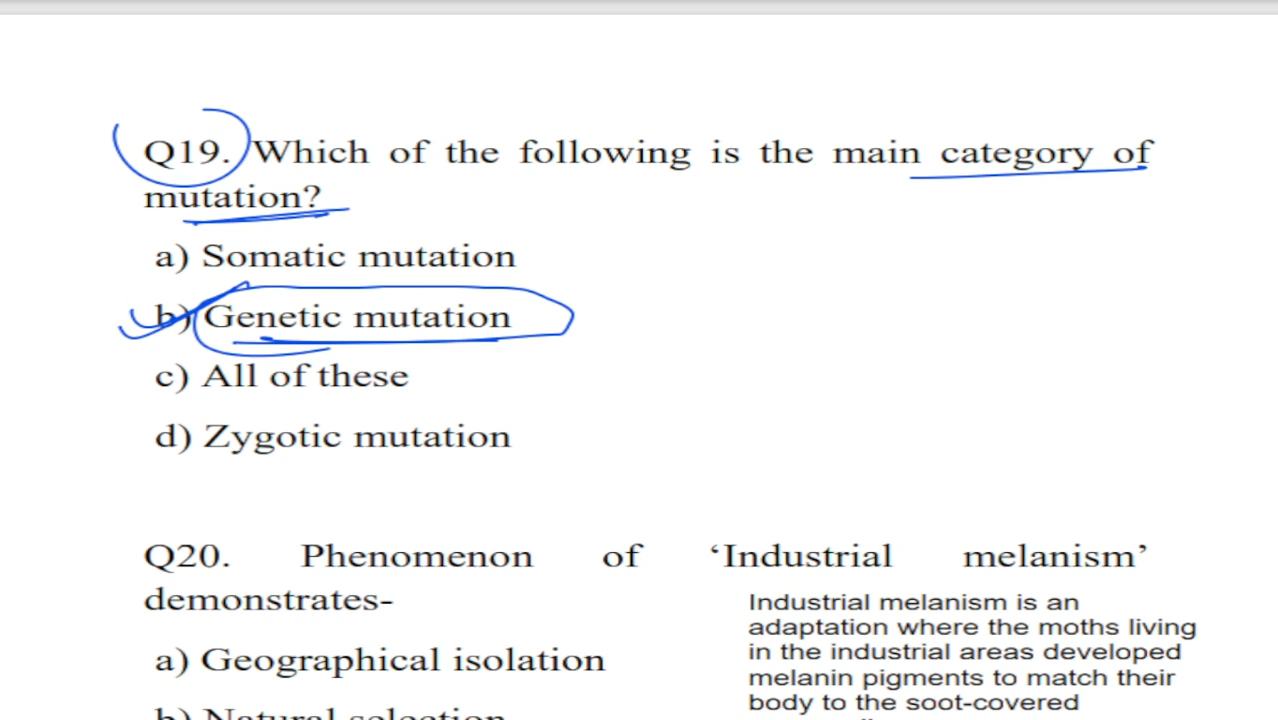 Q19. Which of the following is the main category of
mutation?
a) Somatic mutation
b) Genetic mutation
c) All of these
d) Zygotic mutation
Q20. Phenomenon of ‘Industrial melanism’
demonstrates-
Industrial melanism is an
adaptation where the moths living
in the industrial areas developed
melanin pigments to match their
body to the soot-covered
a) Geographical isolation
b) Natural selection